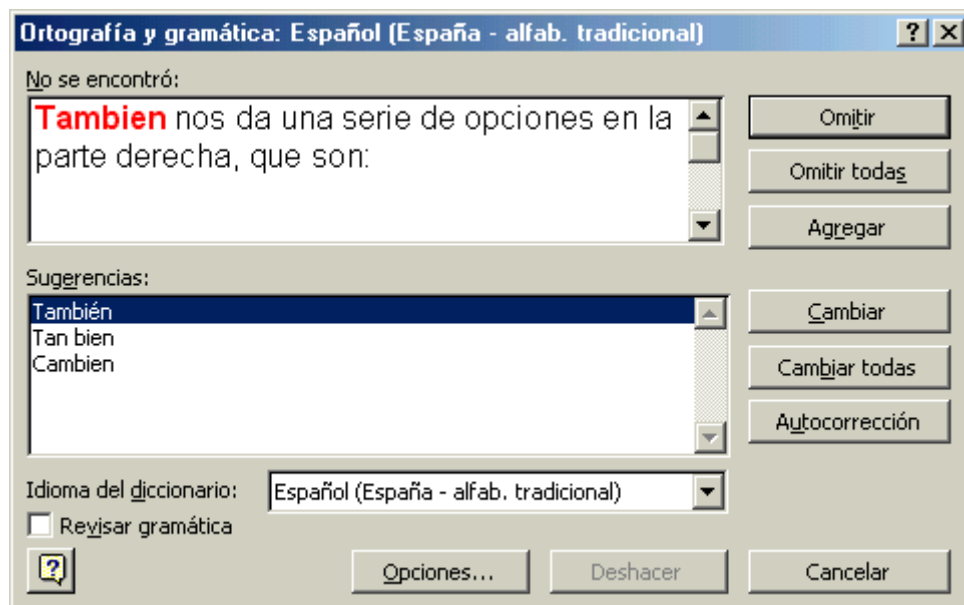 Ortografía y gramática: Español (España - alfab. tradicional)
No se encontró:
Tambien nos da una serie de opciones en la
parte derecha, que son:
Omitir
Omitir todas
Agregar
Sugerencias:
También
Tan bien
Cambien
Cambiar
Cambiar todas
Autocorrección
Idioma del diccionario:
Español (España - alfab. tradicional)
Revisar gramática
Opciones...
Deshacer
Cancelar